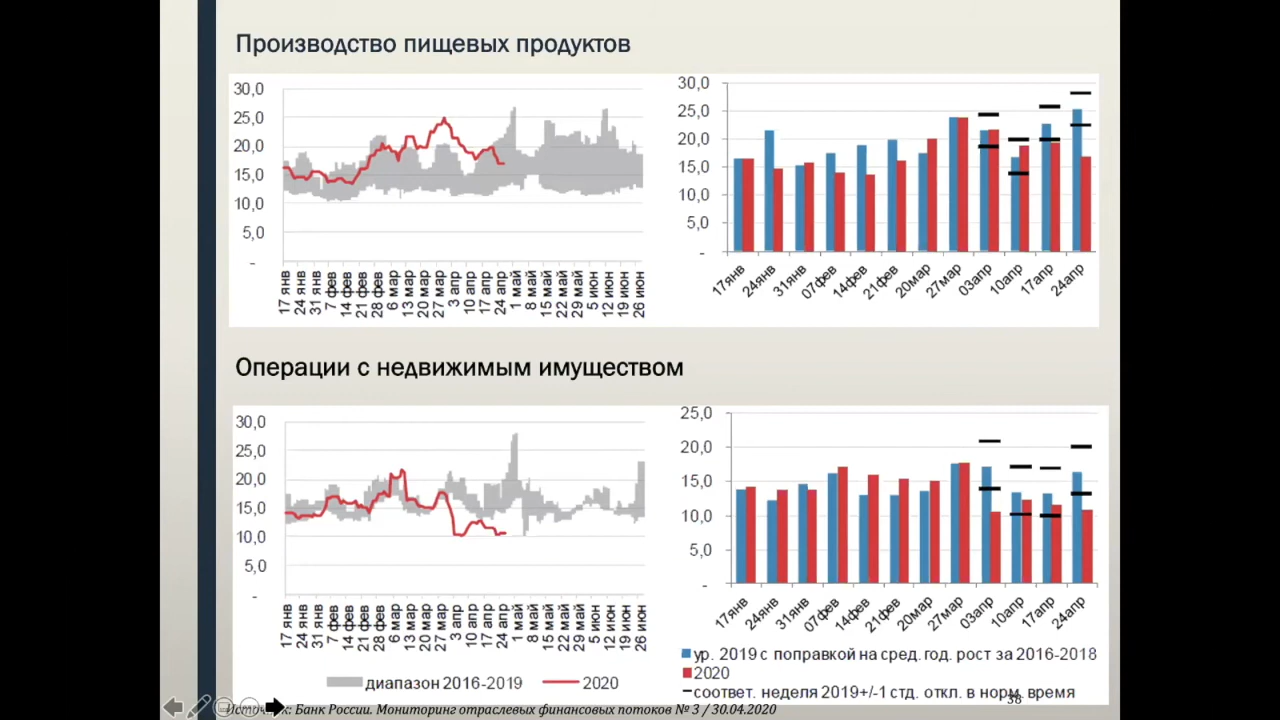 Производство пищевых продуктов
30,0
25,0
20,0
15,0
10,0
5,0
-
17 янв 24 янв 31 янв 7 фев 14 фев 21 фев 28 фев 6 мар 13 мар 20 мар 27 мар 3 апр 10 апр 17 апр 24 апр 1 май 8 май 15 май 22 май 29 май 5 июн 12 июн 19 июн 26 июн
30,0
25,0
20,0
15,0
10,0
5,0
-
17янв 24янв 31янв 07фев 14фев 21фев 20мар 27мар 03апр 10апр 17апр 24апр
Операции с недвижимым имуществом
30,0
25,0
20,0
15,0
10,0
5,0
-
17 янв 24 янв 31 янв 7 фев 14 фев 21 фев 28 фев 6 мар 13 мар 20 мар 27 мар 3 апр 10 апр 17 апр 24 апр 1 май 8 май 15 май 22 май 29 май 5 июн 12 июн 19 июн 26 июн
диапазон 2016-2019 2020
25,0
20,0
15,0
10,0
5,0
-
17янв 24янв 31янв 07фев 14фев 21фев 20мар 27мар 03апр 10апр 17апр 24апр
ур. 2019 с поправкой на сред. год. рост за 2016-2018
2020
соответ. неделя 2019+/-1 стд. откл. в норм. время
38
Источник: Банк России. Мониторинг отраслевых финансовых потоков № 3 / 30.04.2020